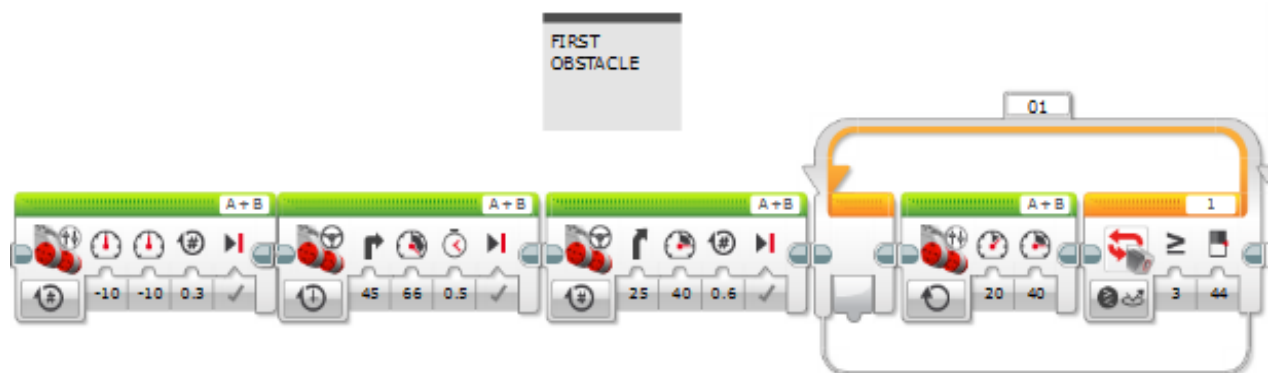 FIRST
OBSTACLE
01
A + B
A + B
A + B
A + B
1
-10 -10 0.3
45 66 0.5
25 40 0.6
20 40
3 44